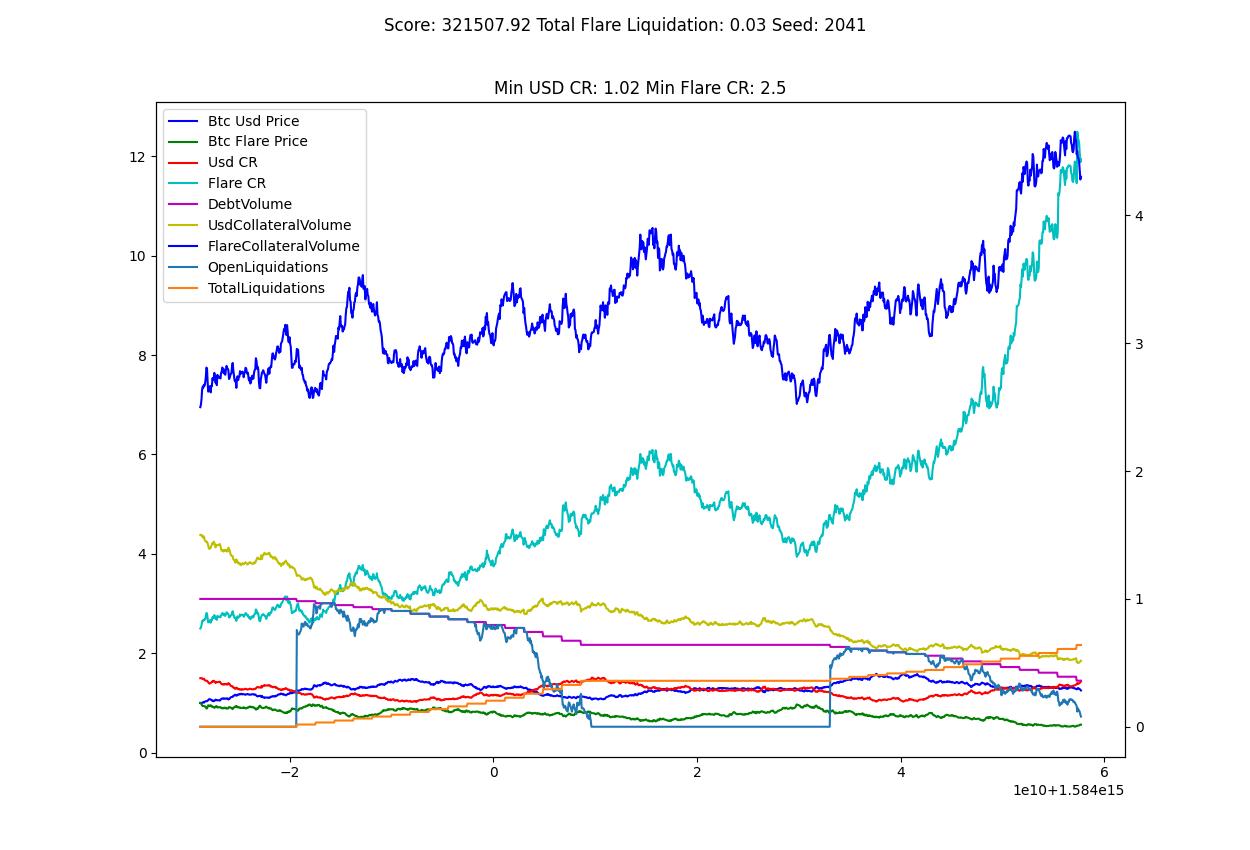 Score: 321507.92 Total Flare Liquidation: 0.03 Seed: 2041
Min USD CR: 1.02 Min Flare CR: 2.5
Btc Usd Price
Btc Flare Price
Usd CR
Flare CR
DebtVolume
UsdCollateralVolume
FlareCollateralVolume
OpenLiquidations
TotalLiquidations
12
10
8
6
4
2
0
4
3
2
1
0
−2
0
2
4
6
1e10+1.584e15